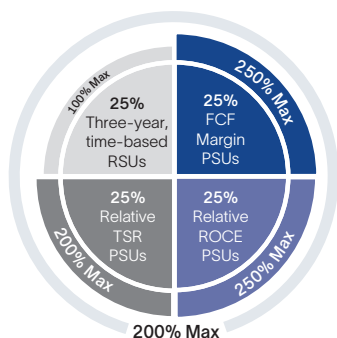 100% Max
25%
Three-year,
time-based
RSUs
250% Max
25%
FCF
Margin
PSUs
200% Max
25%
Relative
TSR
PSUs
250% Max
25%
Relative
ROCE
PSUs
200% Max